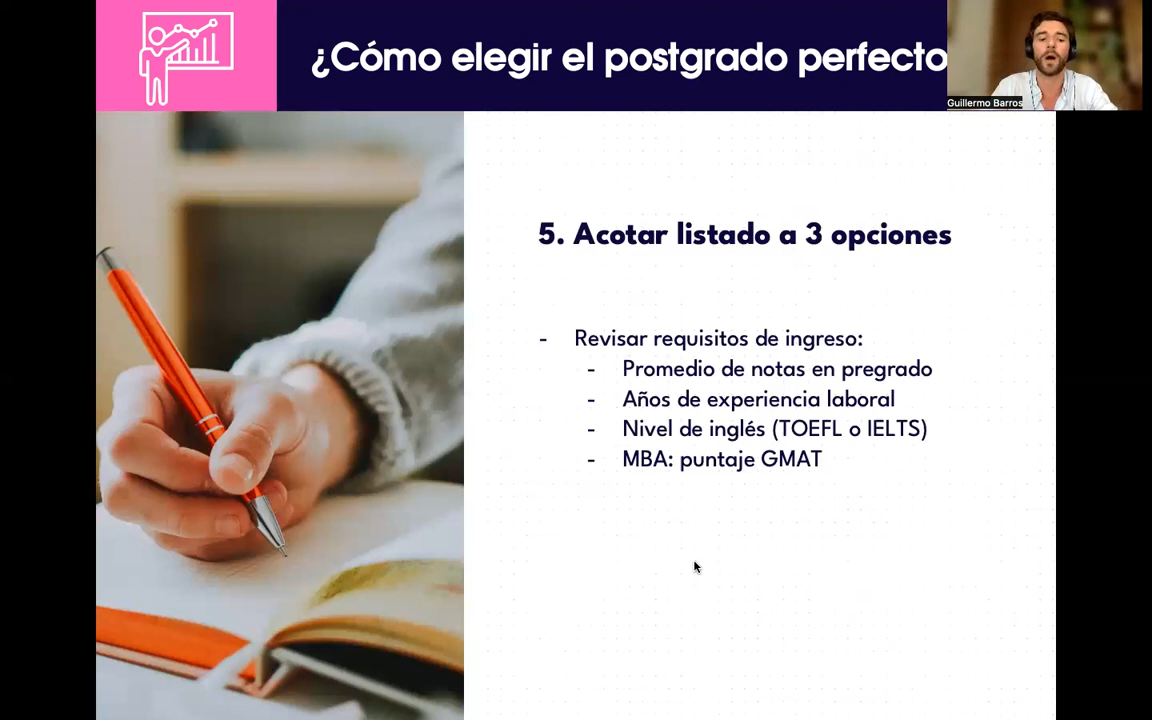 ¿Cómo elegir el postgrado perfecto
Guillermo Barros
5. Acotar listado a 3 opciones
- Revisar requisitos de ingreso:
- Promedio de notas en pregrado
- Años de experiencia laboral
- Nivel de inglés (TOEFL o IELTS)
- MBA: puntaje GMAT